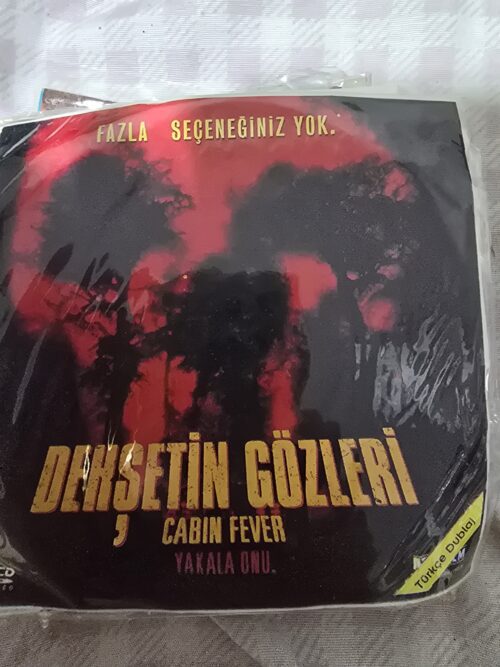 FAZLA SEÇENEĞİNİZ YOK.
DEHŞETİN GÖZLERİ
CABIN FEVER
YAKALA ONU.
Türkçe Dublaj